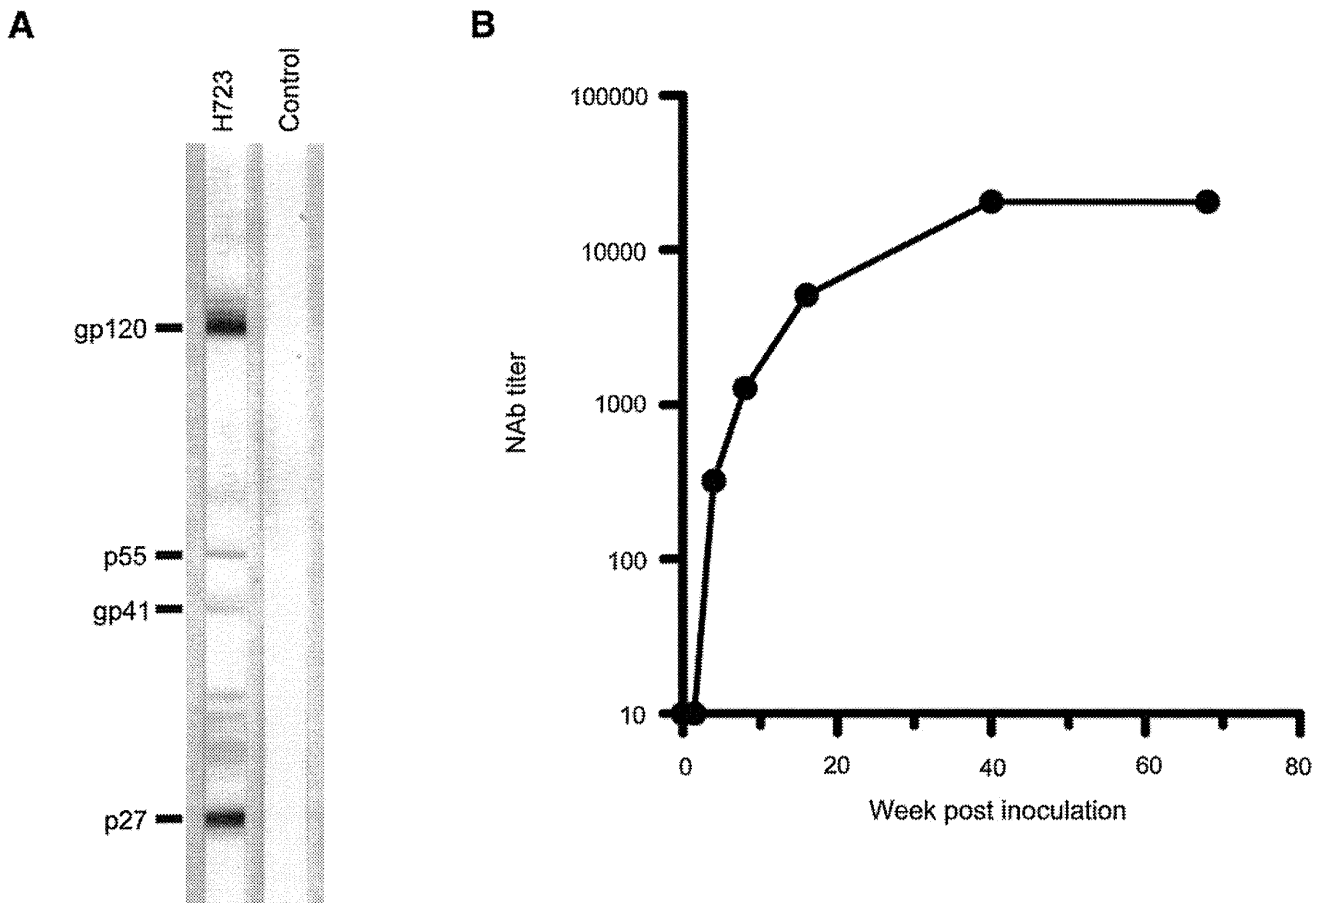 A
H723
Control
gp120
p55
gp41
p27
B
100000
10000
1000
100
10
NAb titer
0
20
40
60
80
Week post inoculation